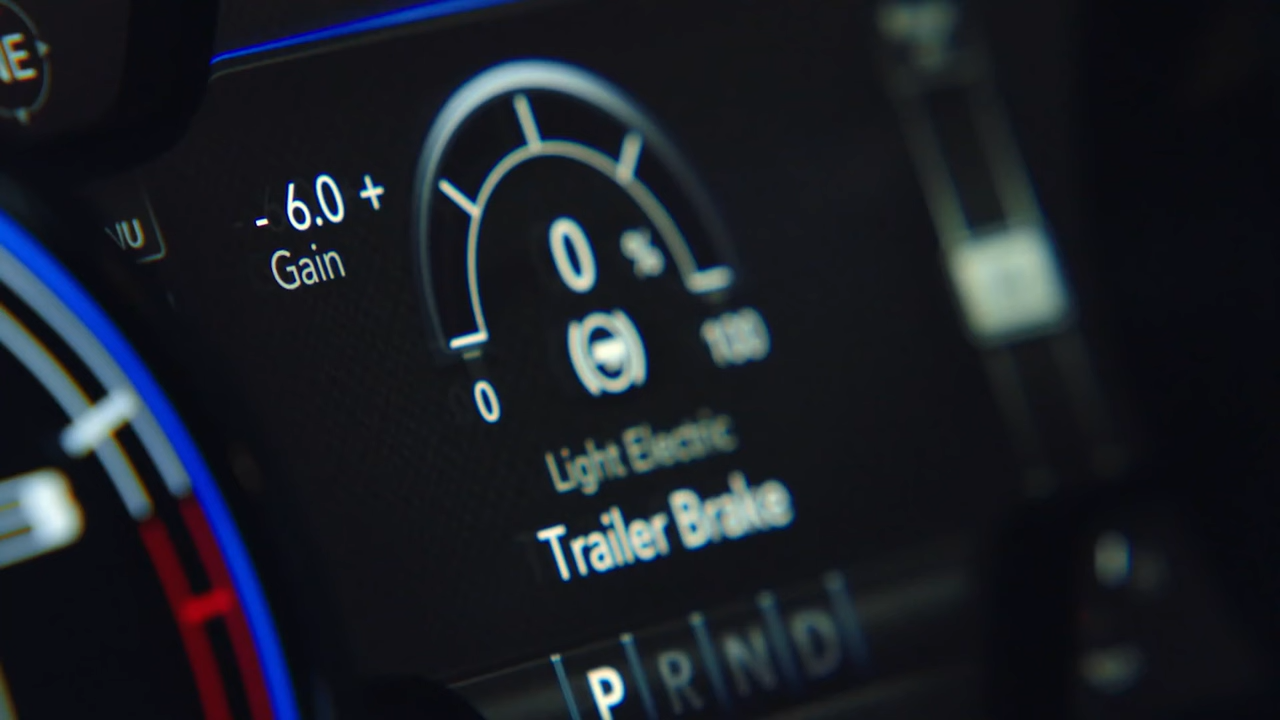 - 6.0 +
Gain
0 %
0
100
Light Electric
Trailer Brake
P R N D